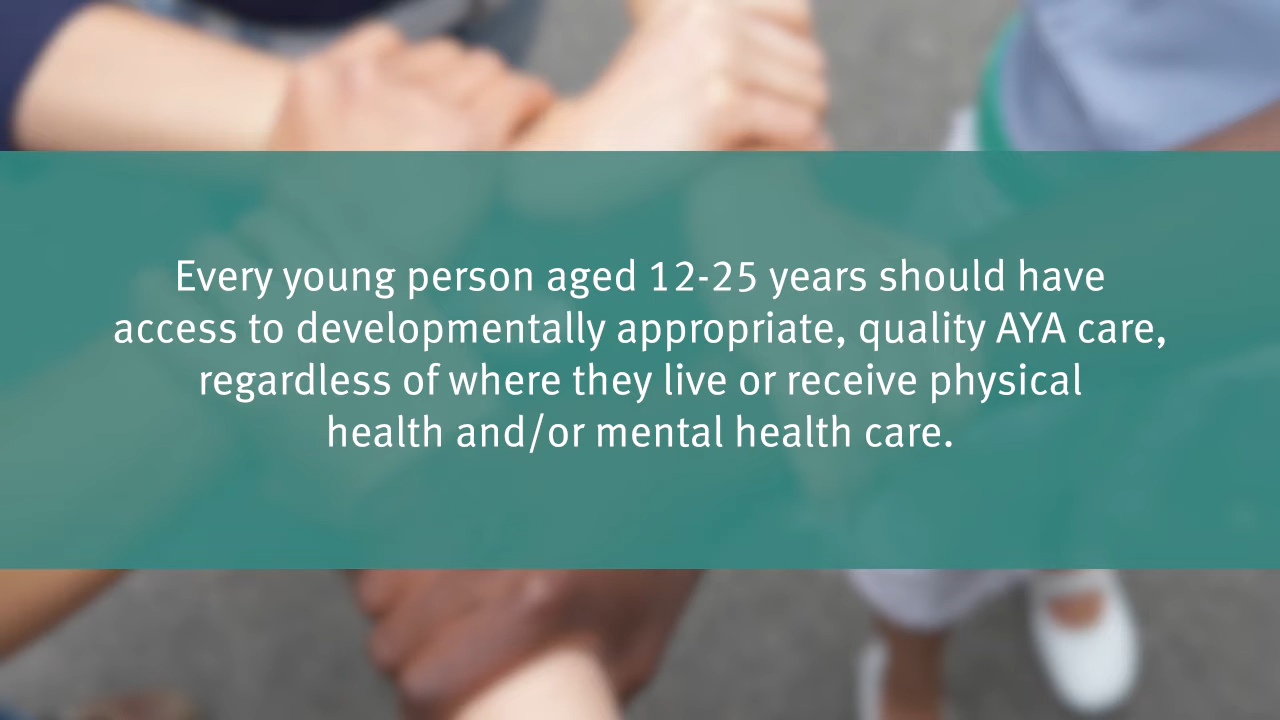 Every young person aged 12-25 years should have
access to developmentally appropriate, quality AYA care,
regardless of where they live or receive physical
health and/or mental health care.